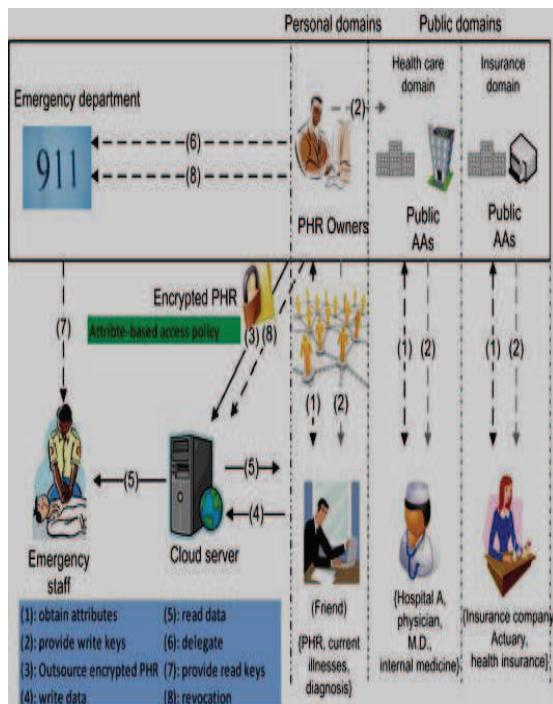 Personal domains
Public domains
Health care
domain
Insurance
domain
Emergency department
911
(2)
(6)
(8)
PHR Owners
Public
AAs
Public
AAs
Encrypted PHR
Attribte-based access policy
(3)
(8)
(7)
(1)
(2)
(1)
(2)
(1)
(2)
(5)
(5)
(4)
Emergency
staff
Cloud server
(Friend)
{PHR, current
illnesses,
diagnosis}
{Hospital A,
physician,
M.D.,
internal medicine}
{Insurance company
Actuary,
health insurance}
(1): obtain attributes
(5): read data
(2): provide write keys
(6): delegate
(3): Outsource encrypted PHR
(7): provide read keys
(4): write data
(8): revocation